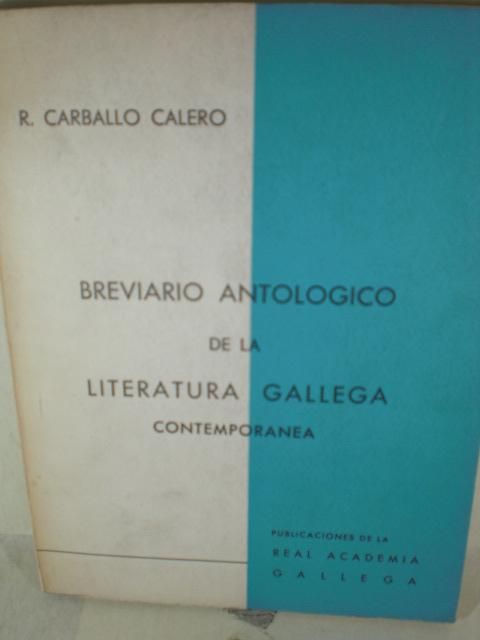 R. CARBALLO CALERO
BREVIARIO ANTOLOGICO
DE LA
LITERATURA GALLEGA
CONTEMPORANEA
PUBLICACIONES DE LA
REAL ACADEMIA
GALLEGA